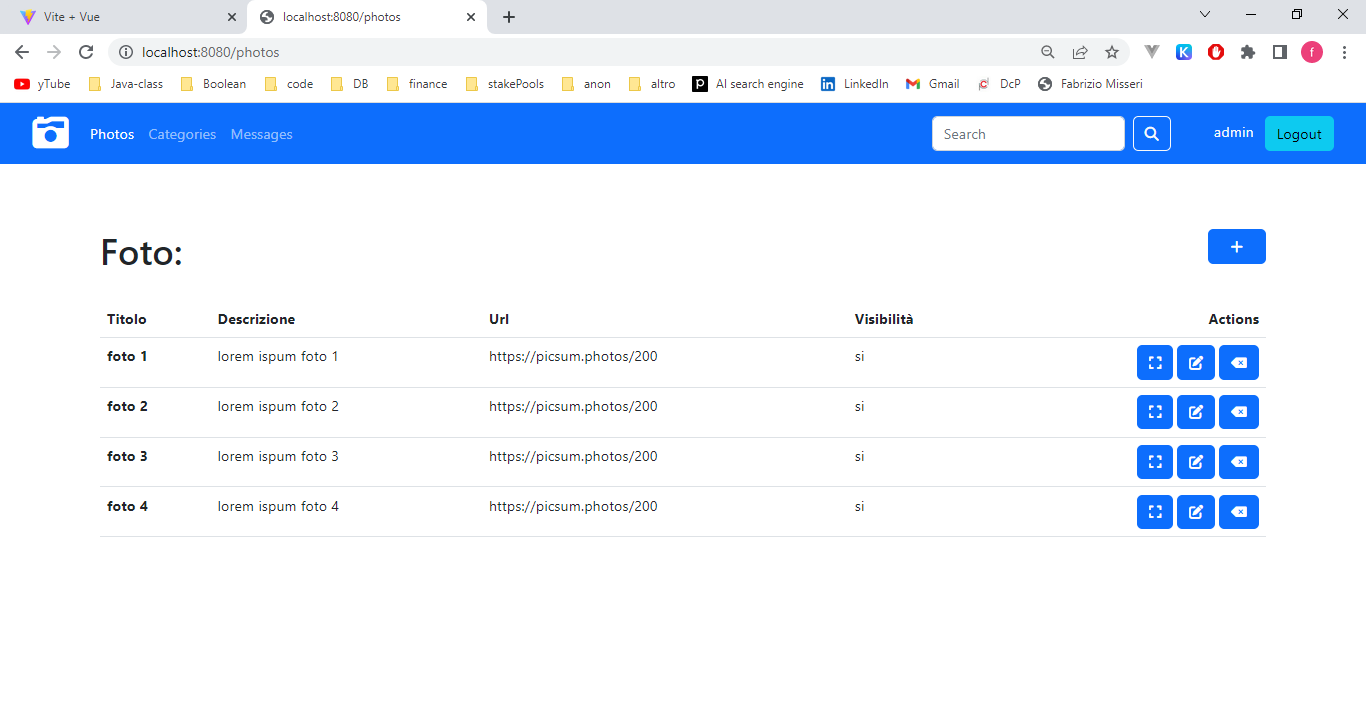 Vite + Vue
localhost:8080/photos
localhost:8080/photos
f
yTube Java-class Boolean code DB finance stakePools anon altro AI search engine LinkedIn Gmail DcP Fabrizio Misseri
Photos Categories Messages Search admin Logout
Foto:
Titolo Descrizione Url Visibilità Actions
foto 1 lorem ispum foto 1 https://picsum.photos/200 si
foto 2 lorem ispum foto 2 https://picsum.photos/200 si
foto 3 lorem ispum foto 3 https://picsum.photos/200 si
foto 4 lorem ispum foto 4 https://picsum.photos/200 si